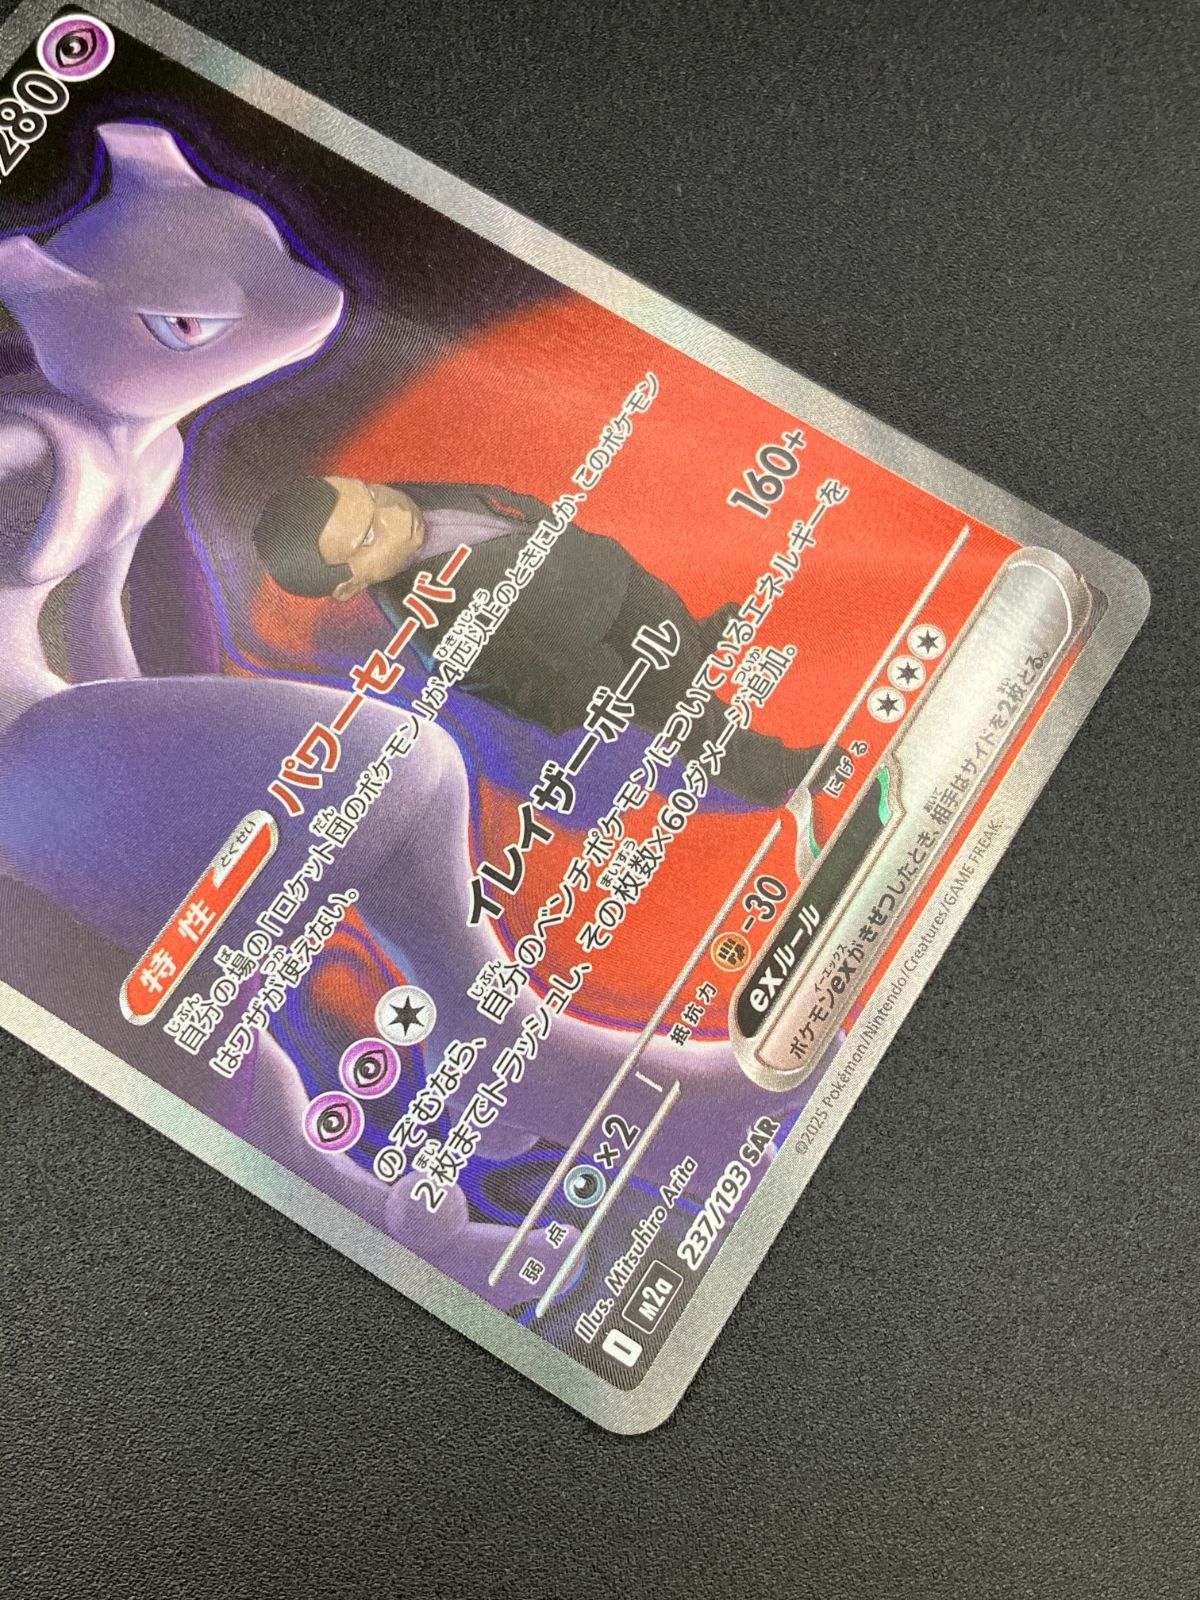 280
特性
とくせい
パワーセーバー
自分の場の「ロケット団のポケモン」が4匹以上のときにしか、このポケモン
はワザが使えない。
イレイザーボール
160+
のぞむなら、自分のベンチポケモンについているエネルギーを
2枚までトラッシュし、その枚数×60ダメージ追加。
弱点
×2
抵抗力
-30
にげる
Illus. Mitsuhiro Arita
I
M2a
237/193 SAR
exルール
ポケモンexがきぜつしたとき、相手はサイドを2枚とる。
©2025 Pokémon/Nintendo/Creatures/GAME FREAK.